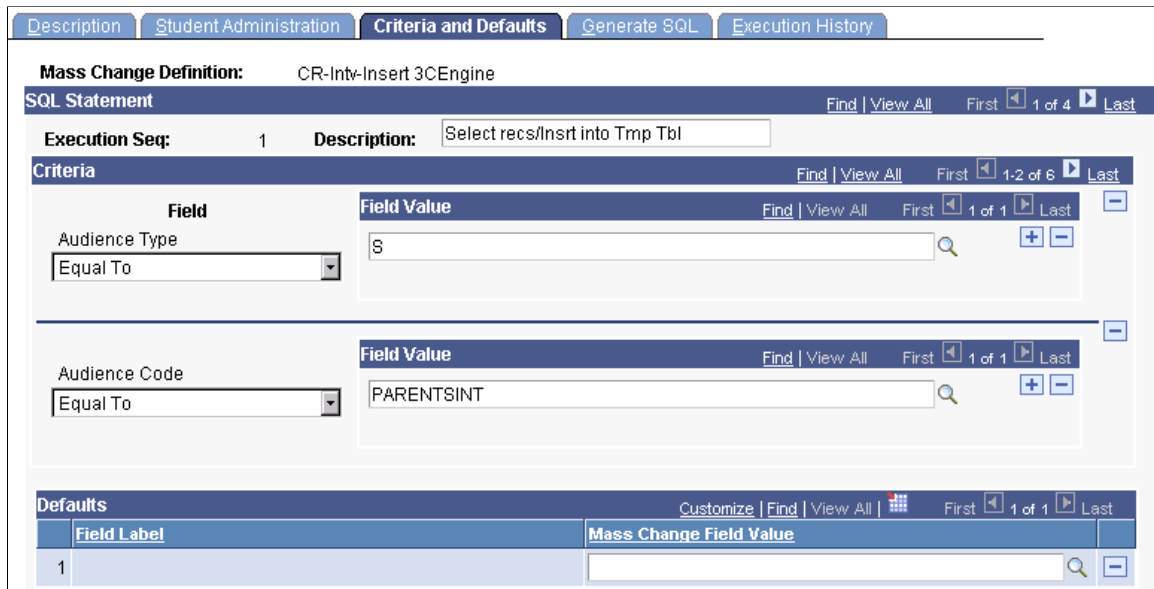 Description Student Administration Criteria and Defaults Generate SQL Execution History
Mass Change Definition: CR-Intv-Insert 3CEngine
SQL Statement Find | View All First 1 of 4 Last
Execution Seq: 1 Description: Select recs/Insrt into Tmp Tbl
Criteria Find | View All First 1-2 of 6 Last
Field Field Value Find | View All First 1 of 1 Last
Audience Type S
Equal To
Field Value Find | View All First 1 of 1 Last
Audience Code PARENTSINT
Equal To
Defaults Customize | Find | View All | First 1 of 1 Last
Field Label Mass Change Field Value
1